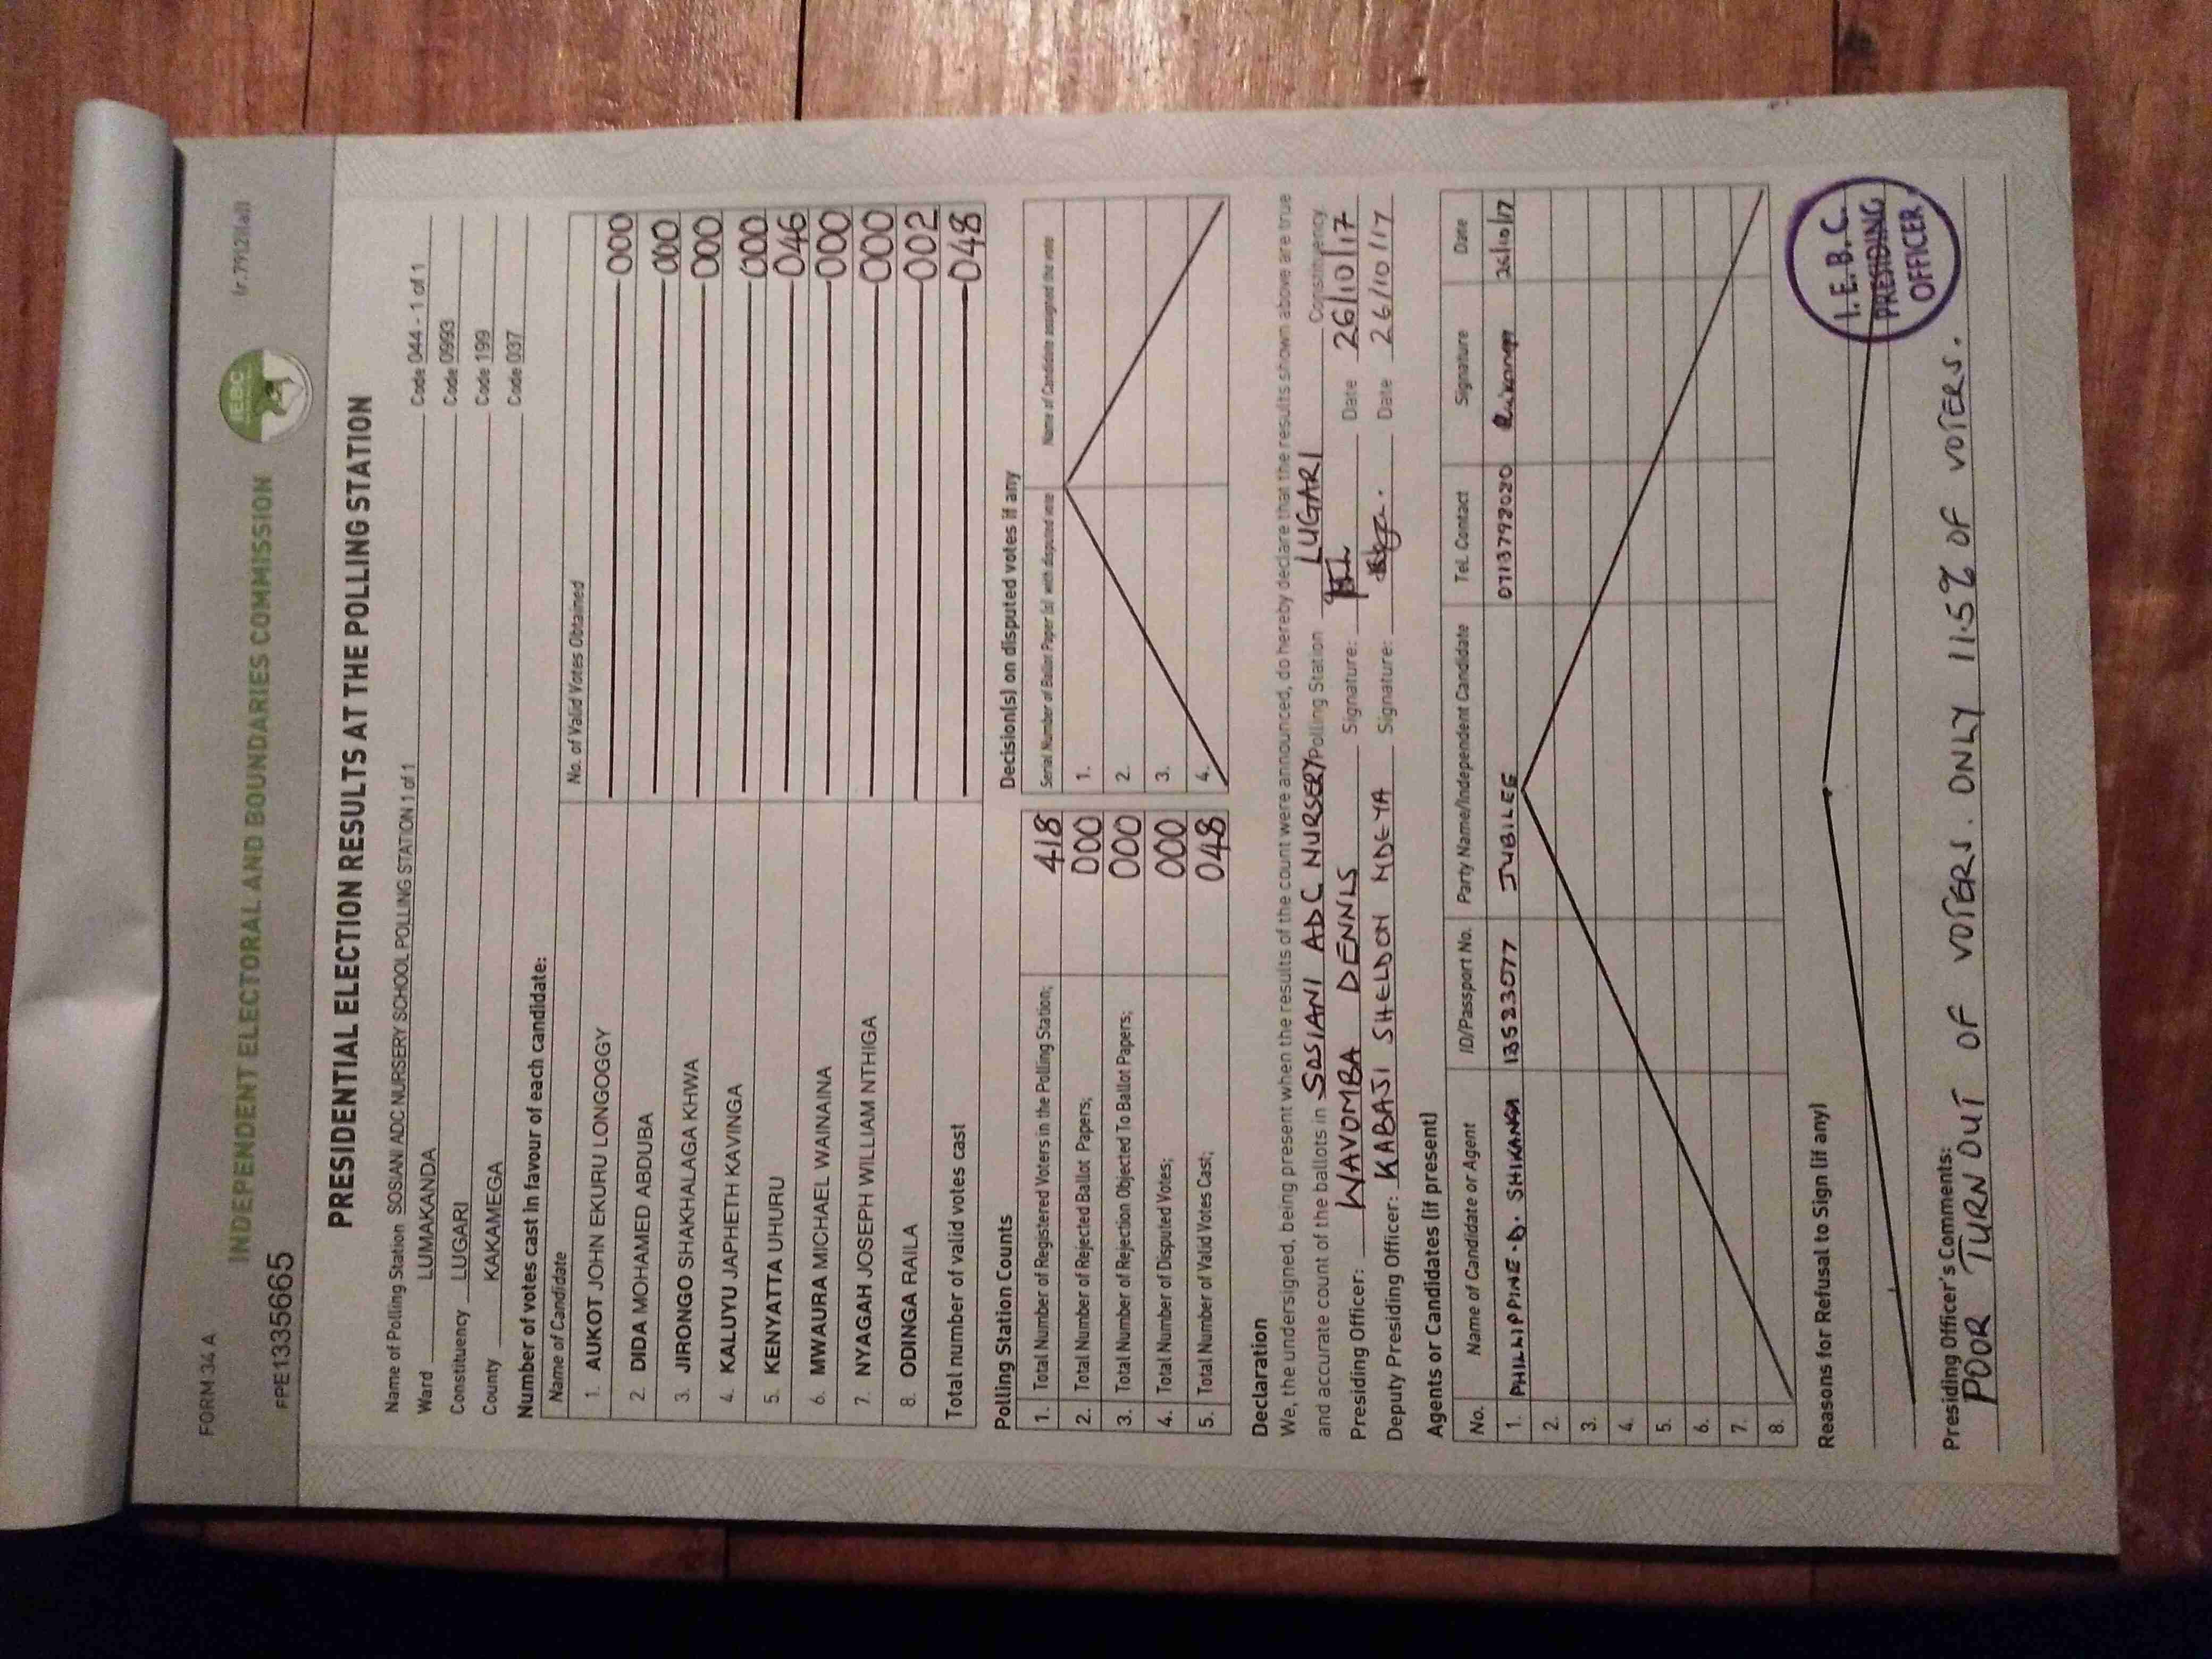 FORM 34 A
(r.79(2)(a))
FPE1335665
INDEPENDENT ELECTORAL AND BOUNDARIES COMMISSION
IEBC
PRESIDENTIAL ELECTION RESULTS AT THE POLLING STATION
Name of Polling Station SOSIANI ADC NURSERY SCHOOL POLLING STATION 1 of 1 Code 044 - 1 of 1
Ward LUMAKANDA Code 0993
Constituency LUGARI Code 199
County KAKAMEGA Code 037
Number of votes cast in favour of each candidate:
Name of Candidate No. of Valid Votes Obtained
1. AUKOT JOHN EKURU LONGOGGY 000
2. DIDA MOHAMED ABDUBA 000
3. JIRONGO SHAKHALAGA KHWA 000
4. KALUYU JAPHETH KAVINGA 000
5. KENYATTA UHURU 046
6. MWAURA MICHAEL WAINAINA 000
7. NYAGAH JOSEPH WILLIAM NTHIGA 000
8. ODINGA RAILA 002
Total number of valid votes cast 048
Polling Station Counts
1. Total Number of Registered Voters in the Polling Station; 418
2. Total Number of Rejected Ballot Papers; 000
3. Total Number of Rejection Objected To Ballot Papers; 000
4. Total Number of Disputed Votes; 000
5. Total Number of Valid Votes Cast; 048
Decision(s) on disputed votes if any
Serial Number of Ballot Paper (s) with disputed vote Name of Candidate assigned the vote
1.
2.
3.
4.
Declaration
We, the undersigned, being present when the results of the count were announced, do hereby declare that the results shown above are true
and accurate count of the ballots in SOSIANI ADC NURSERY Polling Station LUGARI Constituency.
Presiding Officer: WAVOMBA DENNIS Signature: Date 26/10/17
Deputy Presiding Officer: KABAJI SHELDON MDEYA Signature: Date 26/10/17
Agents or Candidates (if present)
No. Name of Candidate or Agent ID/Passport No. Party Name/Independent Candidate Tel. Contact Signature Date
1. PHILLIPPINE .D. SHIKANGA 13523077 JUBILEE 0713792020 26/10/17
2.
3.
4.
5.
6.
7.
8.
Reasons for Refusal to Sign (if any)
I.E.B.C.
PRESIDING
OFFICER
Presiding Officer's Comments:
POOR TURN OUT OF VOTERS. ONLY 11.5% OF VOTERS.